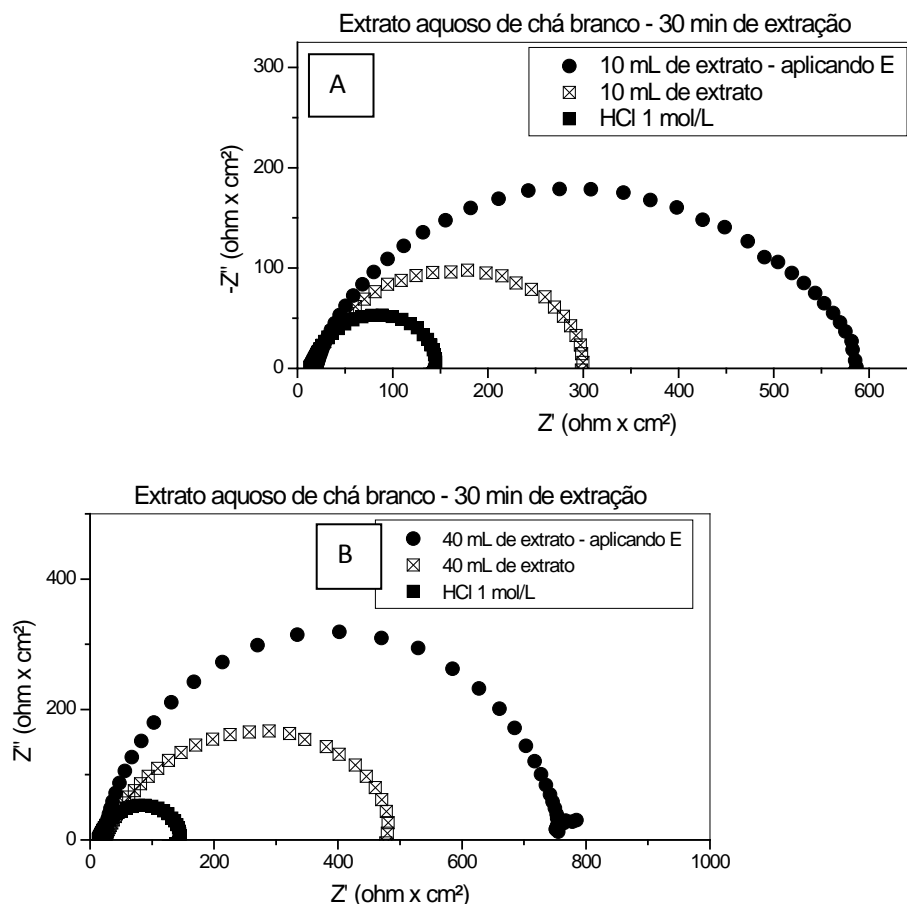 Extrato aquoso de chá branco - 30 min de extração
A
10 mL de extrato - aplicando E
10 mL de extrato
HCl 1 mol/L
300
200
100
0
-Z'' (ohm x cm²)
0 100 200 300 400 500 600
Z' (ohm x cm²)
Extrato aquoso de chá branco - 30 min de extração
B
40 mL de extrato - aplicando E
40 mL de extrato
HCl 1 mol/L
400
200
0
Z'' (ohm x cm²)
0 200 400 600 800 1000
Z' (ohm x cm²)